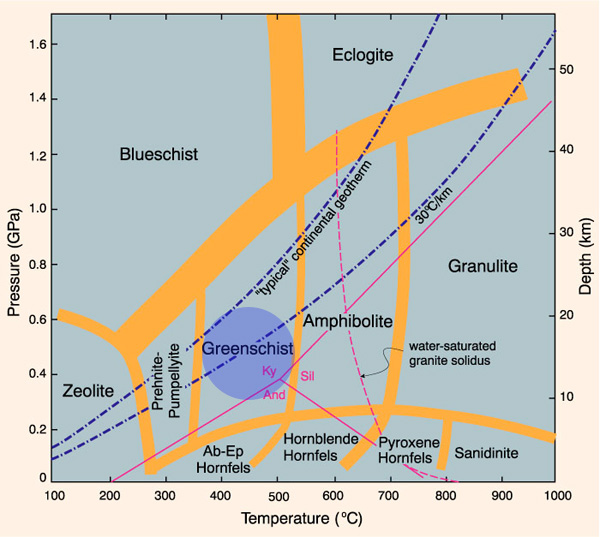 1.6
1.4
1.2
1.0
0.8
0.6
0.4
0.2
0
Pressure (GPa)
Eclogite
Blueschist
"typical" continental geotherm
30°C/km
Granulite
Amphibolite
water-saturated
granite solidus
Greenschist
Prehnite-
Pumpellyite
Zeolite
Ky
Sil
And
Ab-Ep
Hornfels
Hornblende
Hornfels
Pyroxene
Hornfels
Sanidinite
50
40
30
20
10
Depth (km)
100 200 300 400 500 600 700 800 900 1000
Temperature (°C)